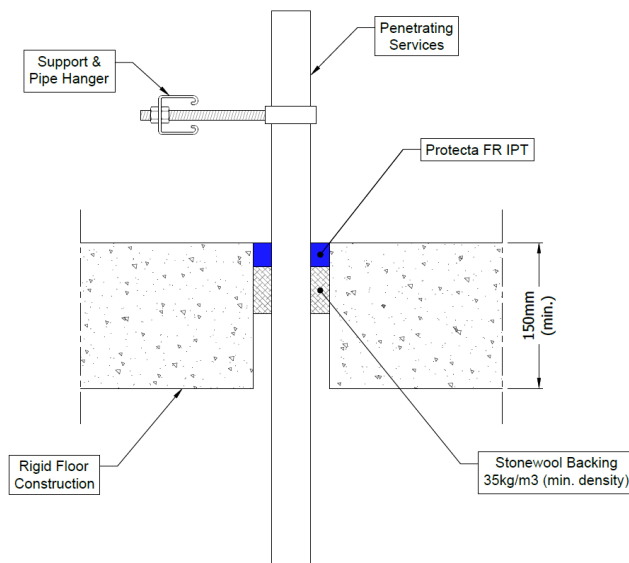 Penetrating
Services
Support &
Pipe Hanger
Protecta FR IPT
150mm
(min.)
Rigid Floor
Construction
Stonewool Backing
35kg/m3 (min. density)